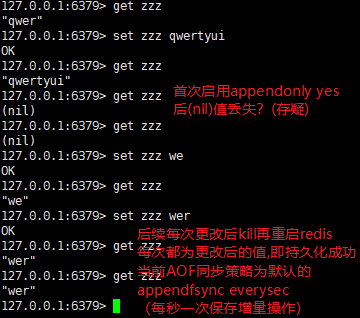 127.0.0.1:6379> get zzz
"qwer"
127.0.0.1:6379> set zzz qwertyui
OK
127.0.0.1:6379> get zzz
"qwertyui"
127.0.0.1:6379> get zzz
(nil)
127.0.0.1:6379> get zzz
(nil)
127.0.0.1:6379> set zzz we
OK
127.0.0.1:6379> get zzz
"we"
127.0.0.1:6379> set zzz wer
OK
127.0.0.1:6379> get zzz
"wer"
127.0.0.1:6379> get zzz
"wer"
127.0.0.1:6379>
首次启用appendonly yes
后(nil)值丢失?(存疑)
后续每次更改后kill再重启redis
每次都为更改后的值,即持久化成功
当前AOF同步策略为默认的
appendfsync everysec
（每秒一次保存增量操作）